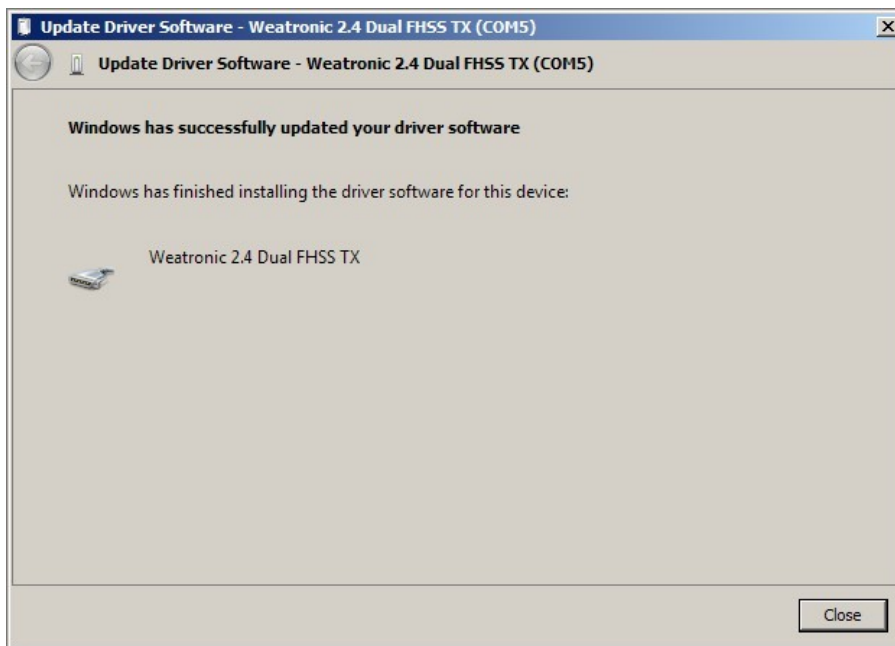 Update Driver Software - Weatronic 2.4 Dual FHSS TX (COM5)
Update Driver Software - Weatronic 2.4 Dual FHSS TX (COM5)
Windows has successfully updated your driver software
Windows has finished installing the driver software for this device:
Weatronic 2.4 Dual FHSS TX
Close